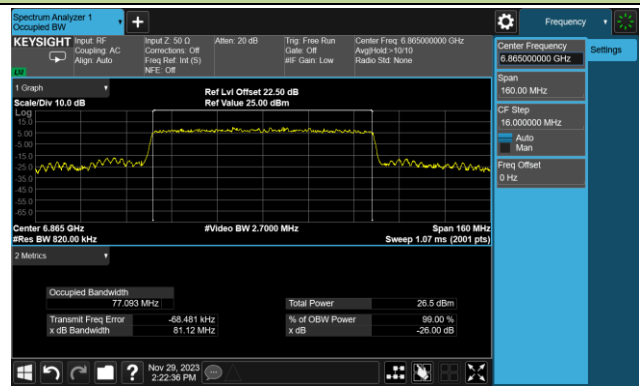 Spectrum Analyzer 1
Occupied BW
+
Frequency
KEYSIGHT
Input: RF
Coupling: AC
Align: Auto
Input Z: 50 Ω
Corrections: Off
Freq Ref: Int (S)
NFE: Off
Atten: 20 dB
Trig: Free Run
Gate: Off
#IF Gain: Low
Center Freq: 6.865000000 GHz
Avg|Hold:>10/10
Radio Std: None
Center Frequency
6.865000000 GHz
Settings
Span
160.00 MHz
CF Step
16.000000 MHz
Auto
Man
Freq Offset
0 Hz
1 Graph
Scale/Div 10.0 dB
Ref Lvl Offset 22.50 dB
Ref Value 25.00 dBm
Log
15.0
5.00
-5.00
-15.0
-25.0
-35.0
-45.0
-55.0
-65.0
Center 6.865 GHz
#Res BW 820.00 kHz
#Video BW 2.7000 MHz
Span 160 MHz
Sweep 1.07 ms (2001 pts)
2 Metrics
Occupied Bandwidth
77.093 MHz
Total Power 26.5 dBm
Transmit Freq Error -68.481 kHz
% of OBW Power 99.00 %
x dB Bandwidth 81.12 MHz
x dB -26.00 dB
?
Nov 29, 2023
2:22:36 PM